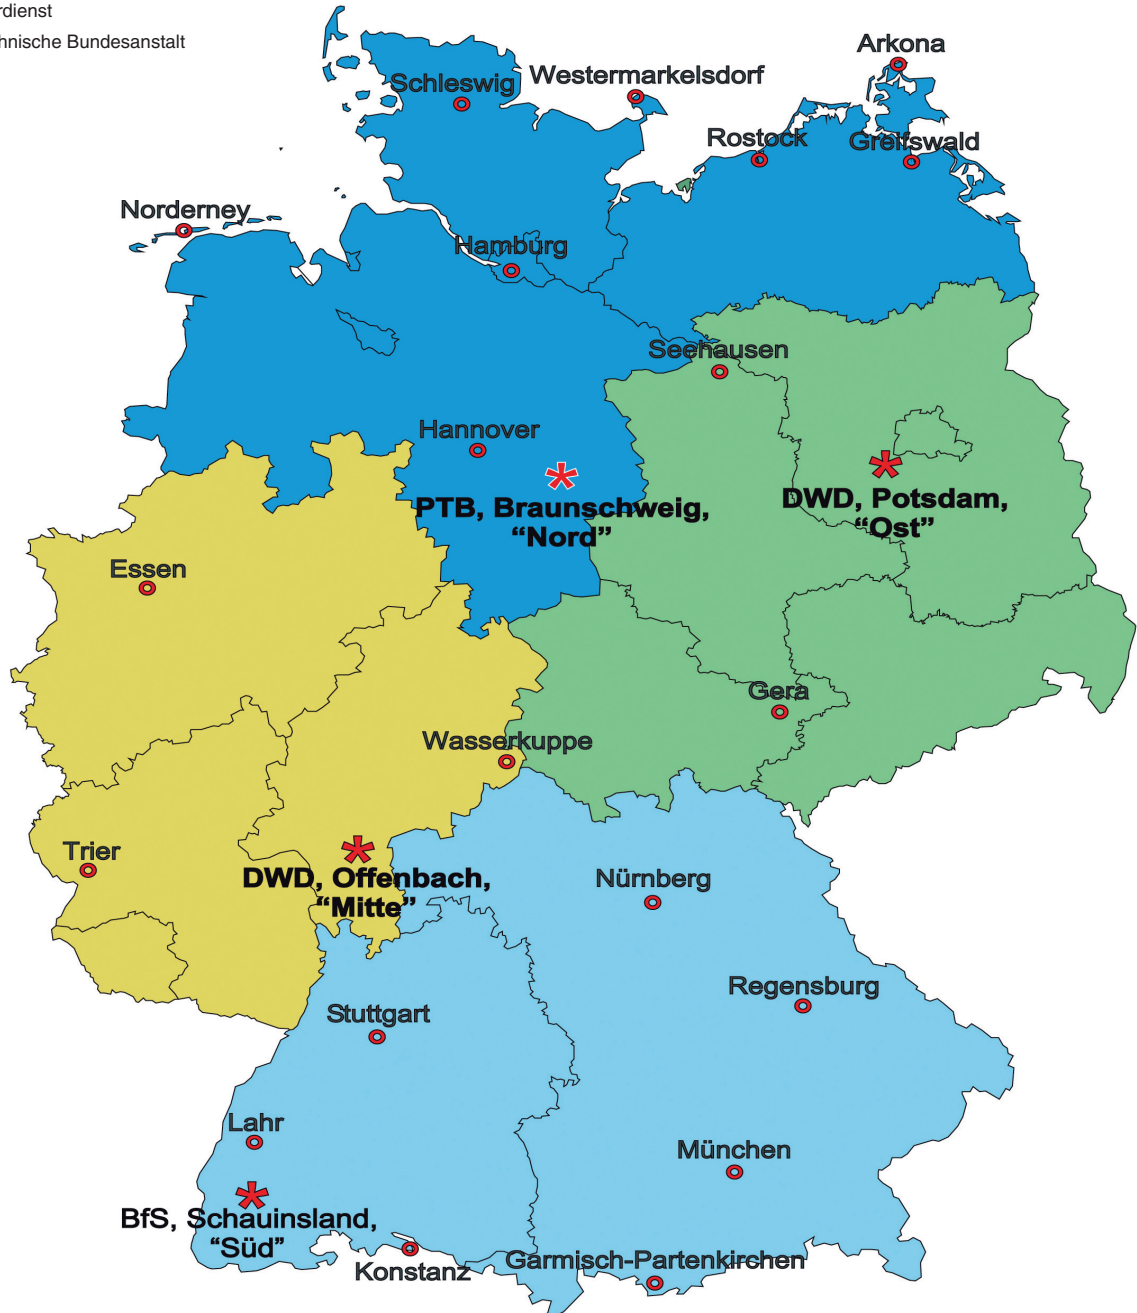 rdienst
hnische Bundesanstalt
Arkona
Schleswig
Westermarkelsdorf
Rostock
Greifswald
Norderney
Hamburg
Seehausen
Hannover
PTB, Braunschweig,
“Nord”
DWD, Potsdam,
“Ost”
Essen
Gera
Wasserkuppe
Trier
DWD, Offenbach,
“Mitte”
Nürnberg
Regensburg
Stuttgart
Lahr
München
BfS, Schauinsland,
“Süd”
Konstanz
Garmisch-Partenkirchen